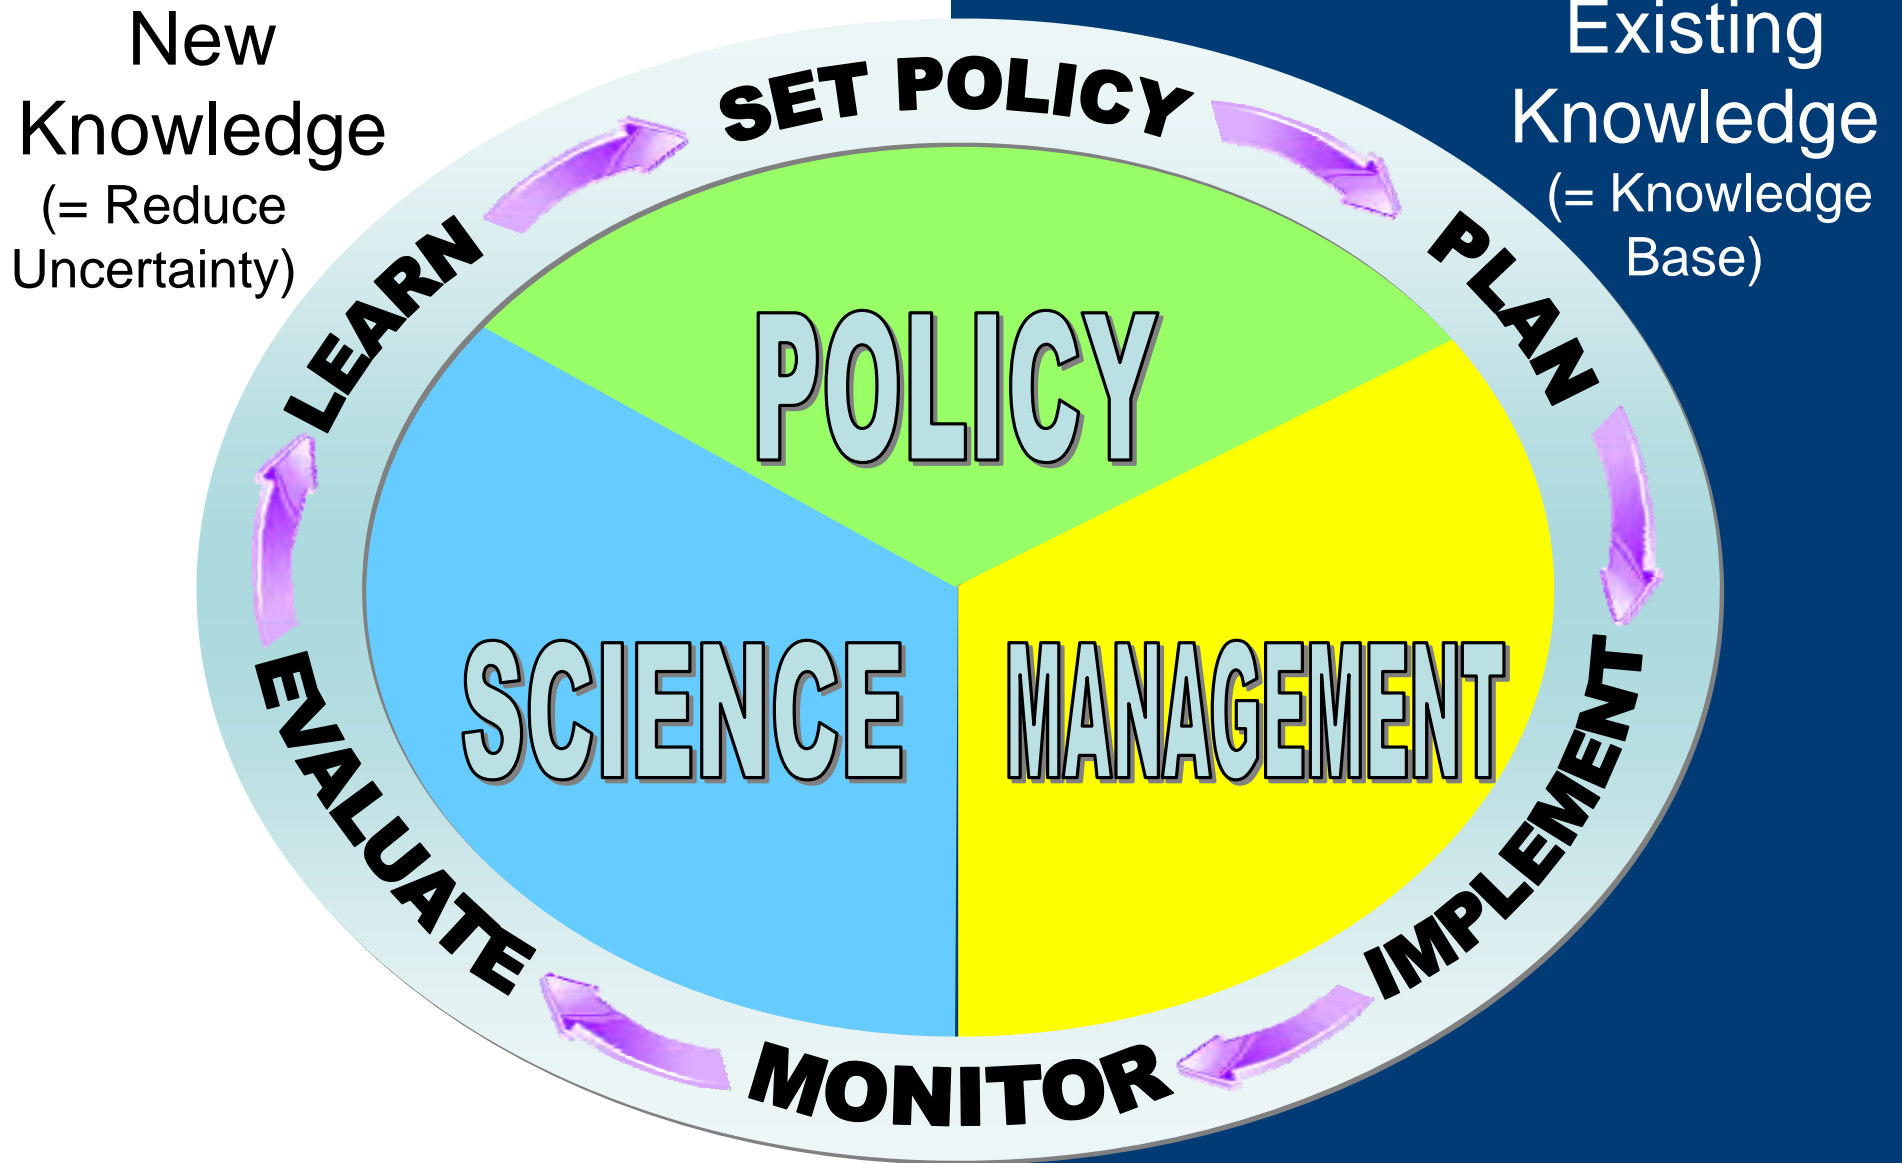 New
Knowledge
(= Reduce
Uncertainty)
Existing
Knowledge
(= Knowledge
Base)
SET POLICY
PLAN
IMPLEMENT
MONITOR
EVALUATE
LEARN
POLICY
SCIENCE
MANAGEMENT